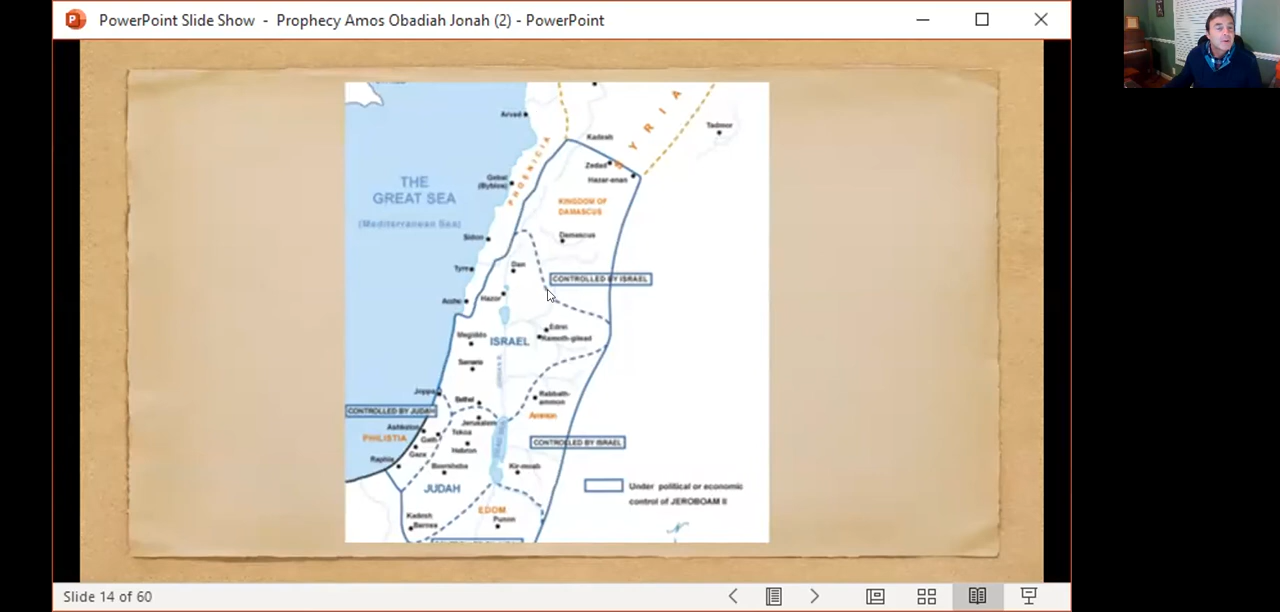 PowerPoint Slide Show - Prophecy Amos Obadiah Jonah (2) - PowerPoint
Arvad
SYRIA
Tadmor
Kadesh
PHOENICIA
Zedad
Hazar-enan
THE
GREAT SEA
(Mediterranean Sea)
Gebal
(Byblos)
KINGDOM OF
DAMASCUS
Sidon
Damascus
Dan
Tyre
CONTROLLED BY ISRAEL
Hazor
Accho
Edrei
Megiddo
ISRAEL
Ramoth-gilead
Samaria
Joppa
Bethel
Rabbath-
ammon
CONTROLLED BY JUDAH
Ammon
Ashkelon
Jerusalem
PHILISTIA
Gath
Tekoa
CONTROLLED BY ISRAEL
Gaza
Hebron
Raphia
Beersheba
Kir-moab
JUDAH
Under political or economic
control of JEROBOAM II
EDOM
Kadesh
Barnea
Punon
Slide 14 of 60